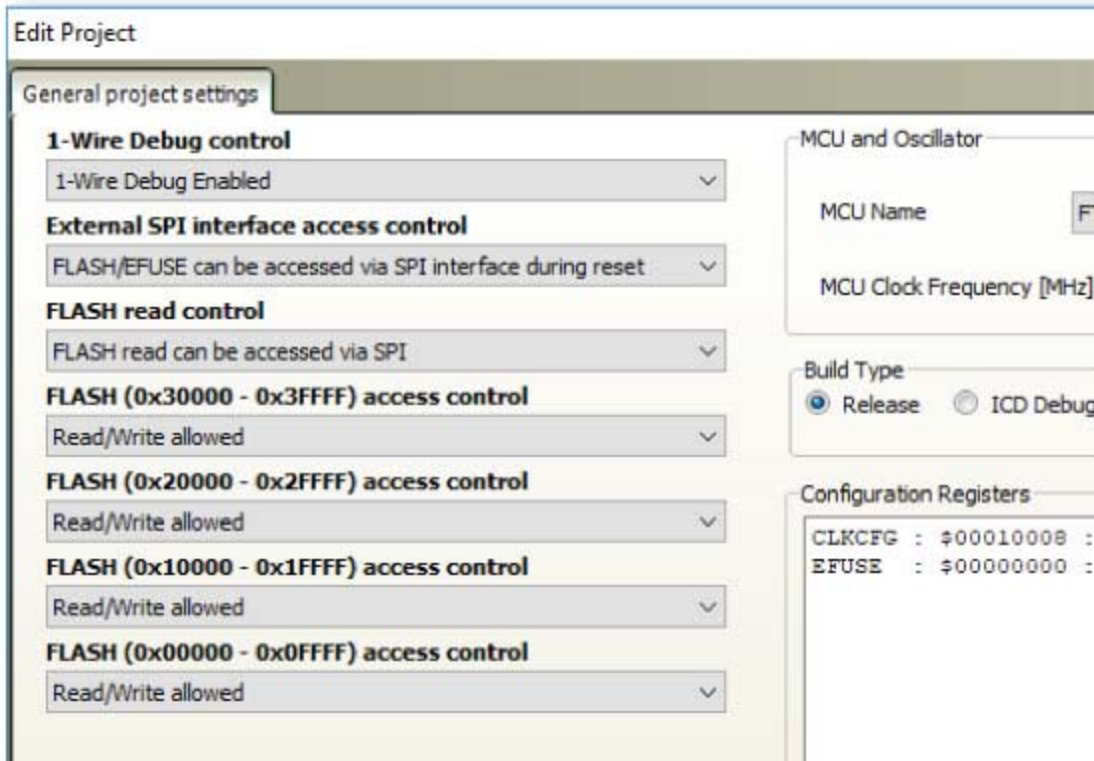 Edit Project
General project settings
1-Wire Debug control
1-Wire Debug Enabled
External SPI interface access control
FLASH/EFUSE can be accessed via SPI interface during reset
FLASH read control
FLASH read can be accessed via SPI
FLASH (0x30000 - 0x3FFFF) access control
Read/Write allowed
FLASH (0x20000 - 0x2FFFF) access control
Read/Write allowed
FLASH (0x10000 - 0x1FFFF) access control
Read/Write allowed
FLASH (0x00000 - 0x0FFFF) access control
Read/Write allowed
MCU and Oscillator
MCU Name
MCU Clock Frequency [MHz]
Build Type
Release ICD Debug
Configuration Registers
CLKCFG : $00010008 :
EFUSE : $00000000 :